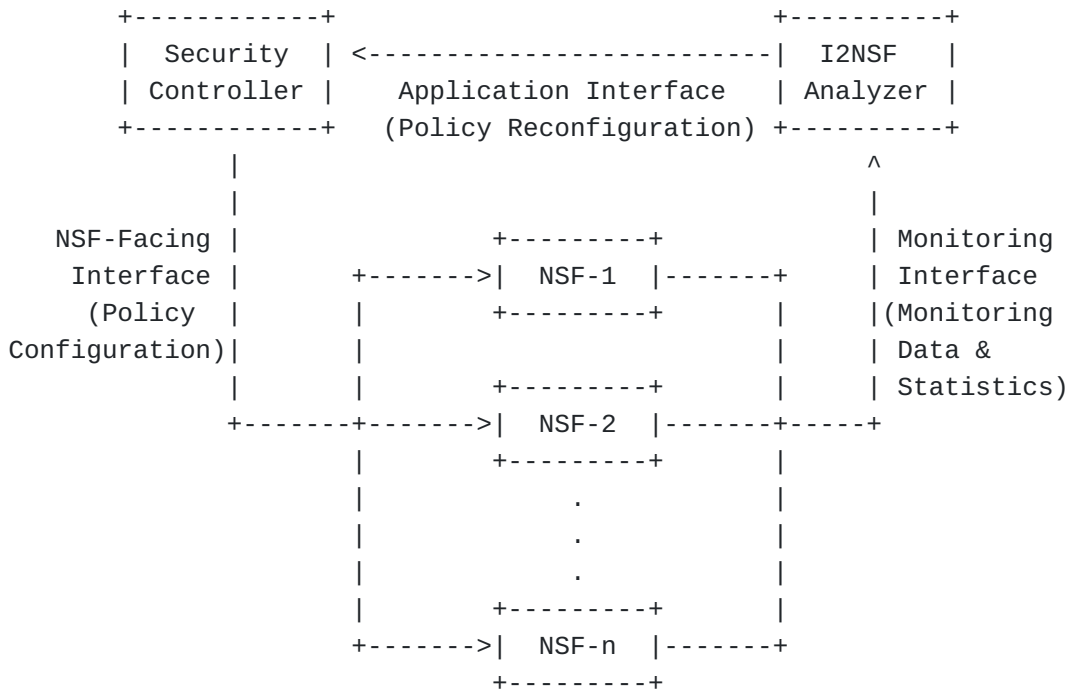 Security I2NSF
Controller Application Interface Analyzer
(Policy Reconfiguration)
NSF-Facing Monitoring
Interface NSF-1 Interface
(Policy (Monitoring
Configuration) Data &
Statistics)
NSF-2
.
.
.
NSF-n